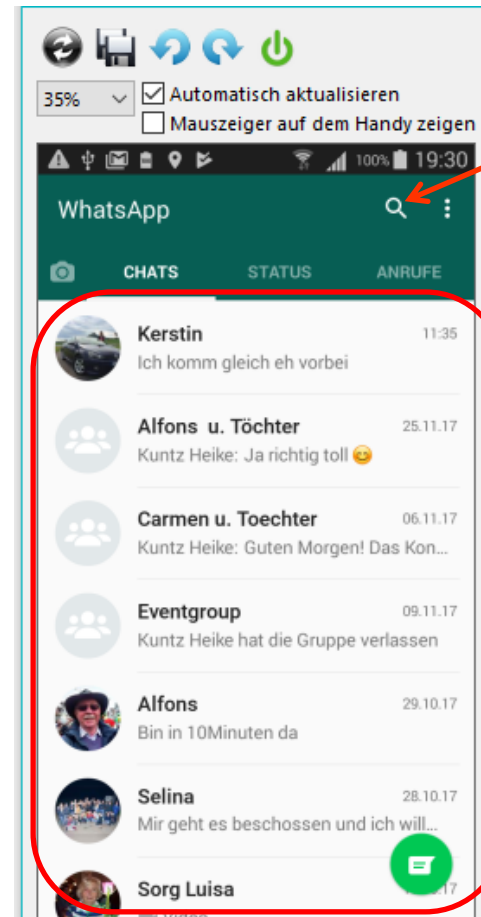 35%
Automatisch aktualisieren
Mauszeiger auf dem Handy zeigen
100% 19:30
WhatsApp
CHATS STATUS ANRUFE
Kerstin 11:35
Ich komm gleich eh vorbei
Alfons u. Töchter 25.11.17
Kuntz Heike: Ja richtig toll 😊
Carmen u. Toechter 06.11.17
Kuntz Heike: Guten Morgen! Das Kon...
Eventgroup 09.11.17
Kuntz Heike hat die Gruppe verlassen
Alfons 29.10.17
Bin in 10Minuten da
Selina 28.10.17
Mir geht es beschossen und ich will...
Sorg Luisa